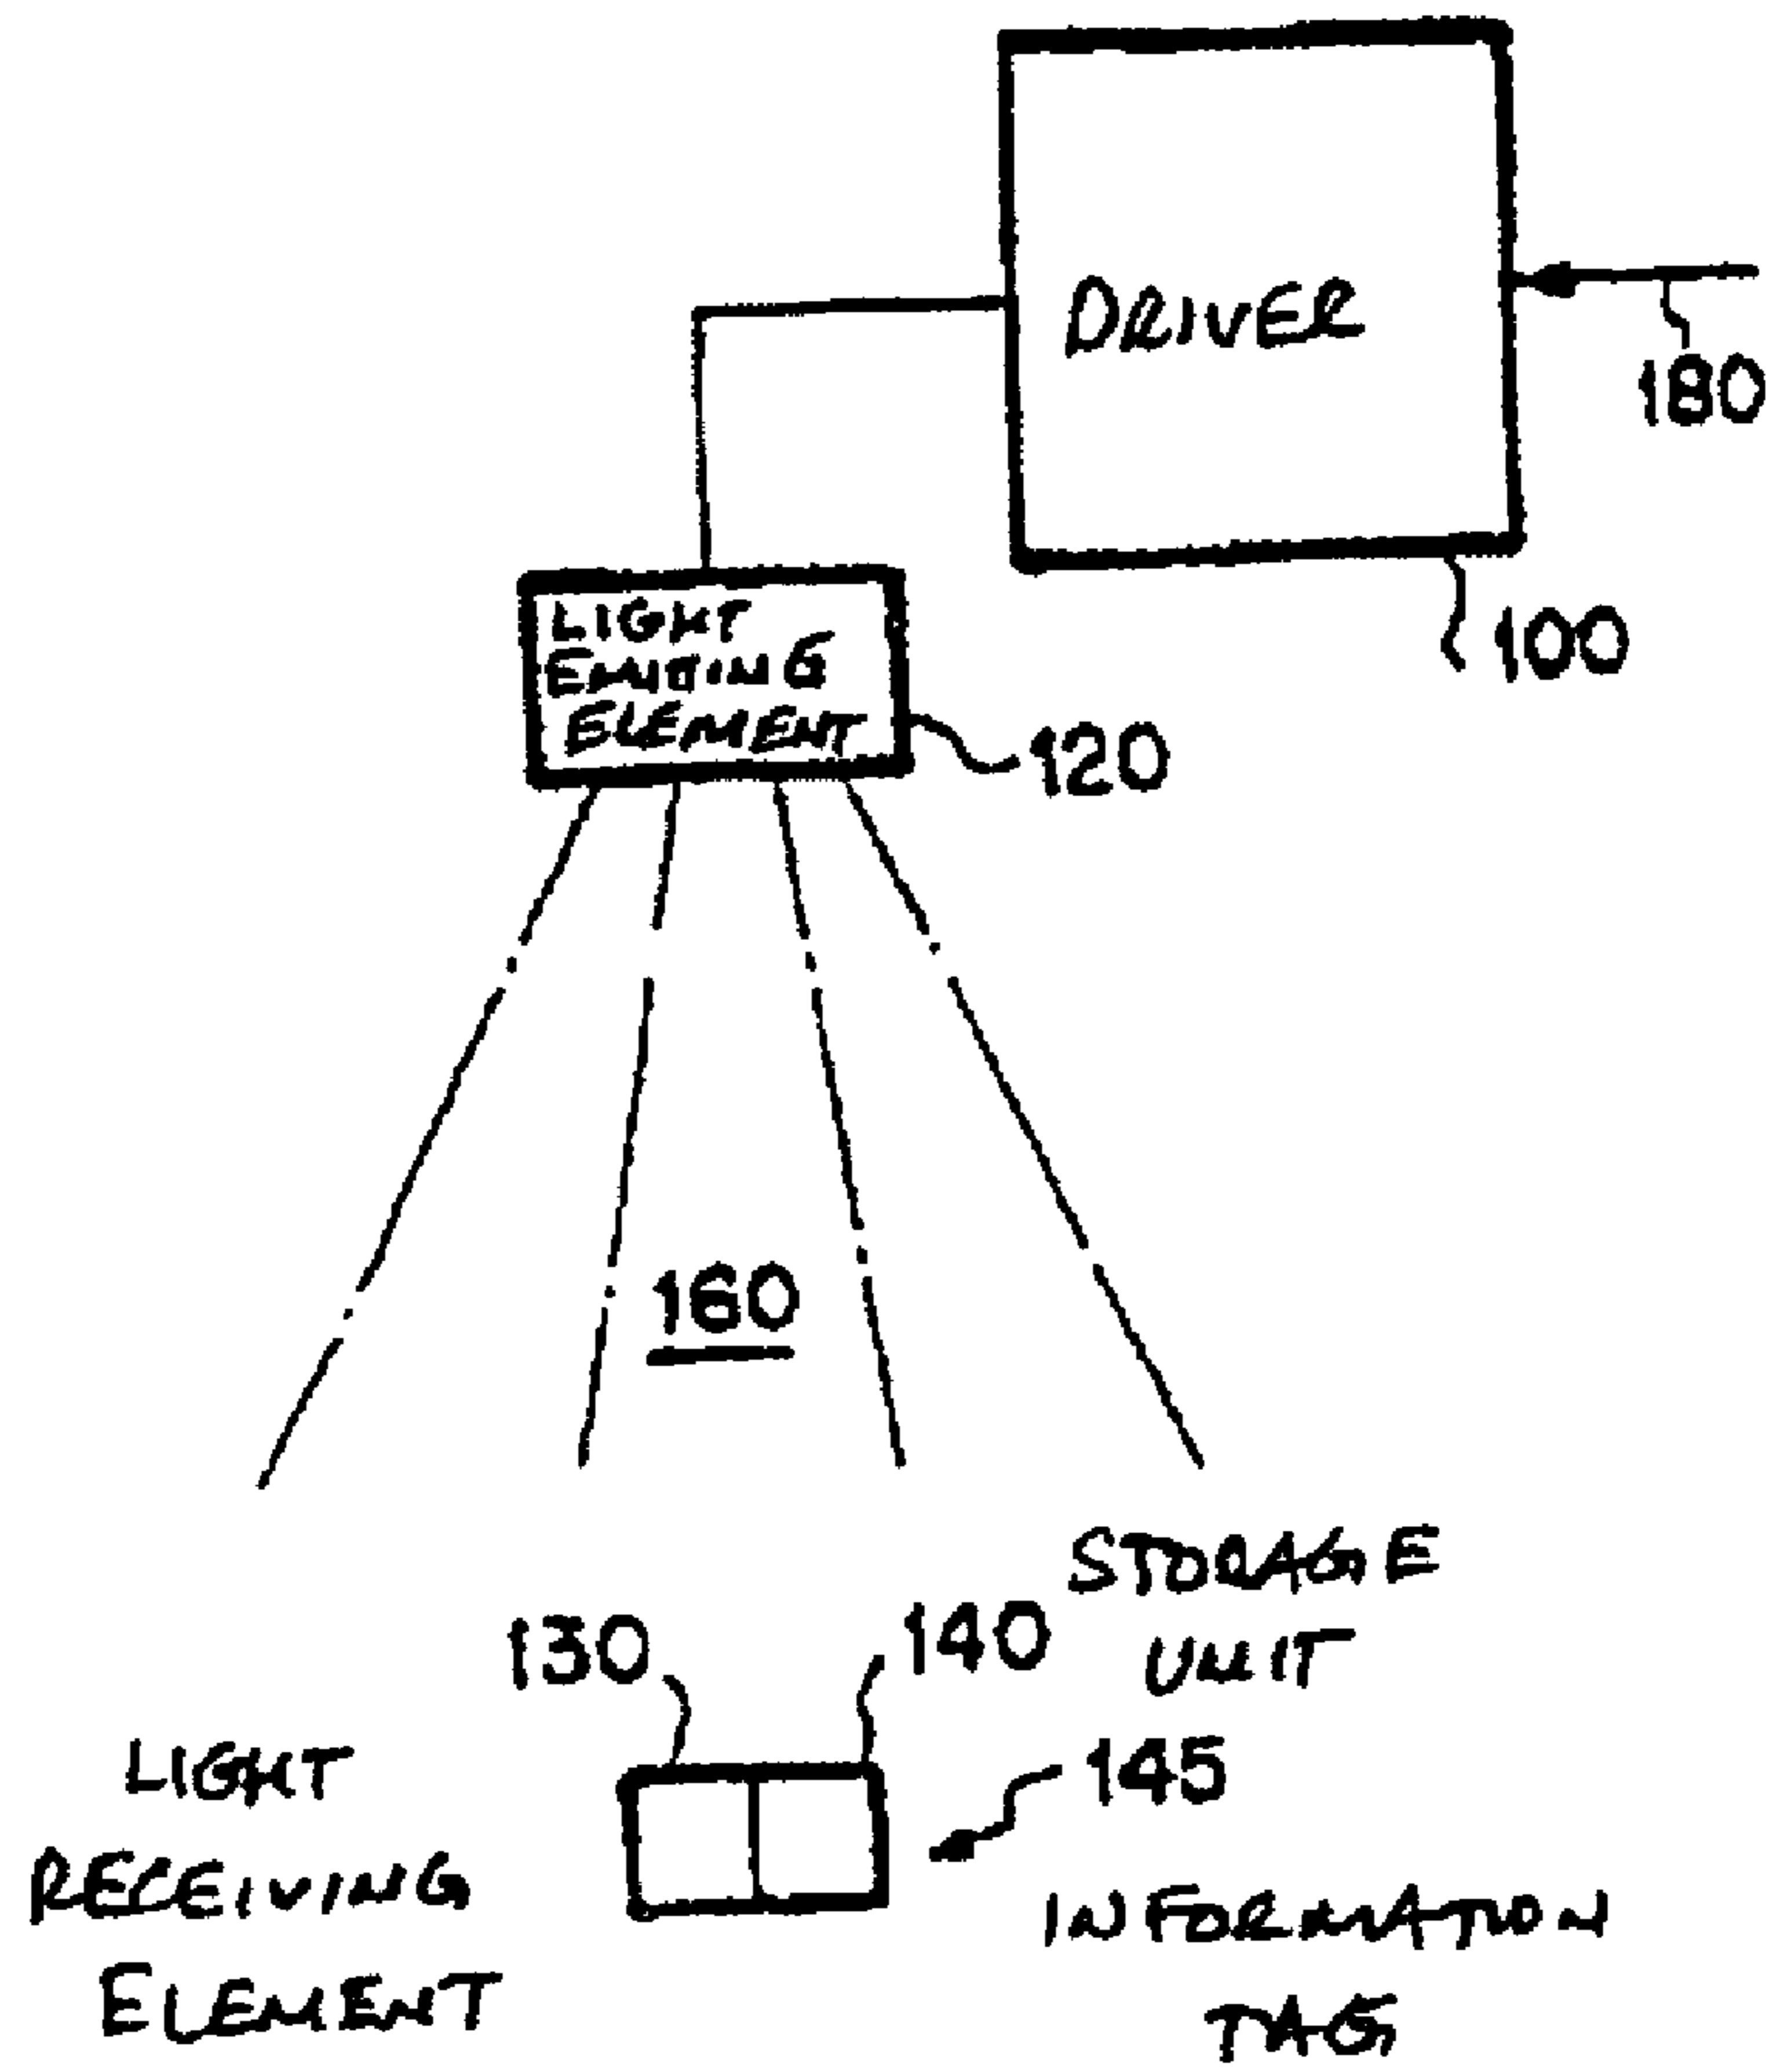 DRIVER
180
LIGHT
EMITTING
ELEMENT
100
120
160
STORAGE
UNIT
130
140
145
LIGHT
RECEIVING
ELEMENT
INFORMATION
TAG